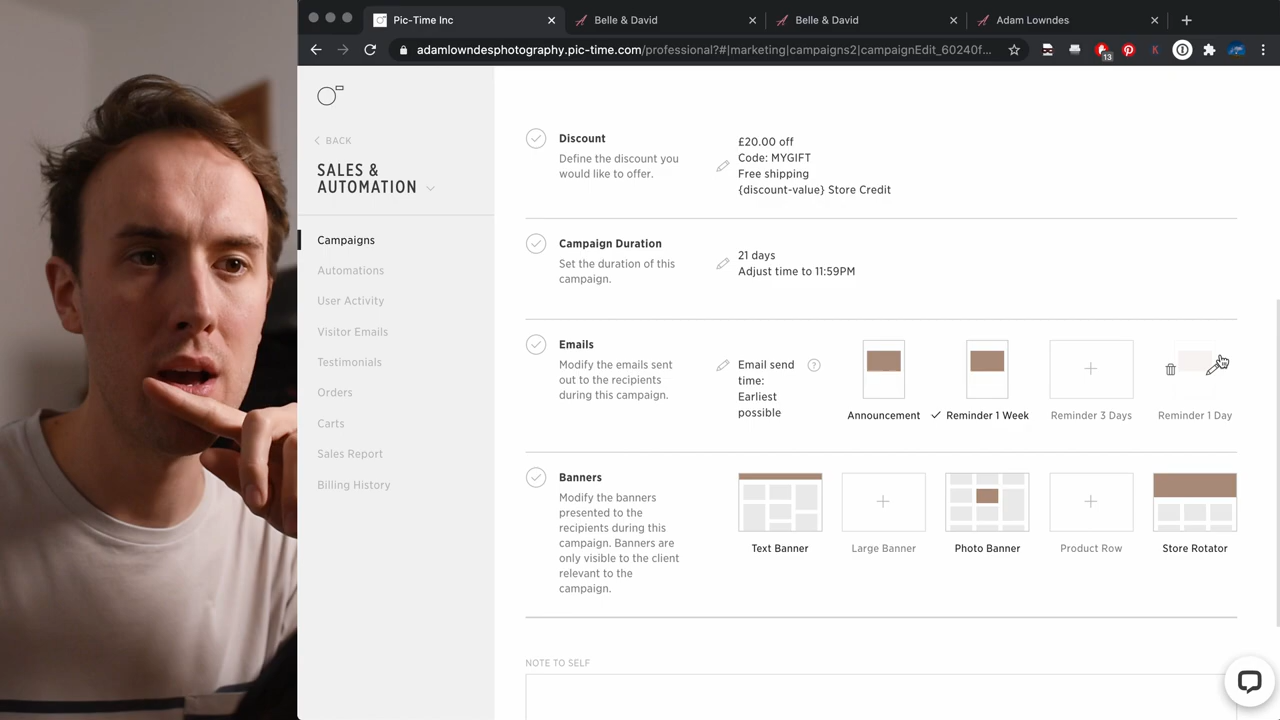 Pic-Time Inc
Belle & David
Belle & David
Adam Lowndes
adamlowndesphotography.pic-time.com/professional?#|marketing|campaigns2|campaignEdit_60240f...
13
K
BACK
SALES &
AUTOMATION
Campaigns
Automations
User Activity
Visitor Emails
Testimonials
Orders
Carts
Sales Report
Billing History
Discount
Define the discount you
would like to offer.
£20.00 off
Code: MYGIFT
Free shipping
{discount-value} Store Credit
Campaign Duration
Set the duration of this
campaign.
21 days
Adjust time to 11:59PM
Emails
Modify the emails sent
out to the recipients
during this campaign.
Email send
time:
Earliest
possible
?
Announcement
Reminder 1 Week
Reminder 3 Days
Reminder 1 Day
Banners
Modify the banners
presented to the
recipients during this
campaign. Banners are
only visible to the client
relevant to the
campaign.
Text Banner
Large Banner
Photo Banner
Product Row
Store Rotator
NOTE TO SELF